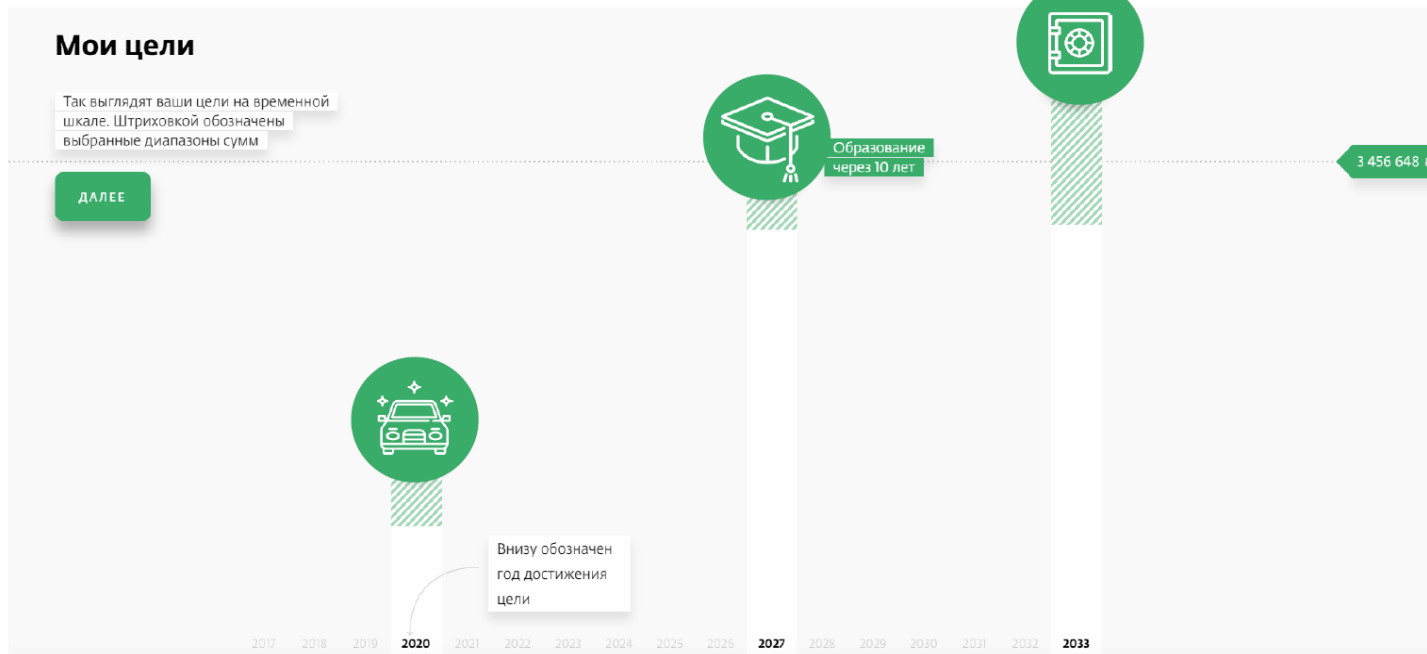 Мои цели
Так выглядят ваши цели на временной
шкале. Штриховкой обозначены
выбранные диапазоны сумм
ДАЛЕЕ
Образование
через 10 лет
3 456 648
Внизу обозначен
год достижения
цели
2017 2018 2019 2020 2021 2022 2023 2024 2025 2026 2027 2028 2029 2030 2031 2032 2033